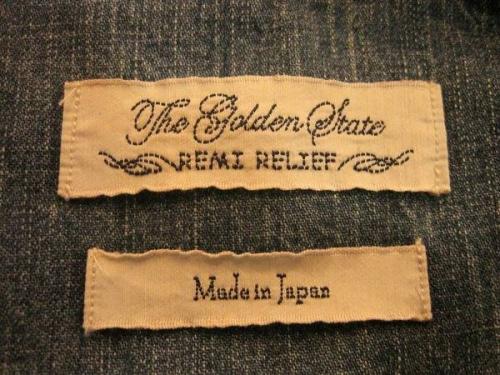 The Golden State
REMI RELIEF
Made in Japan